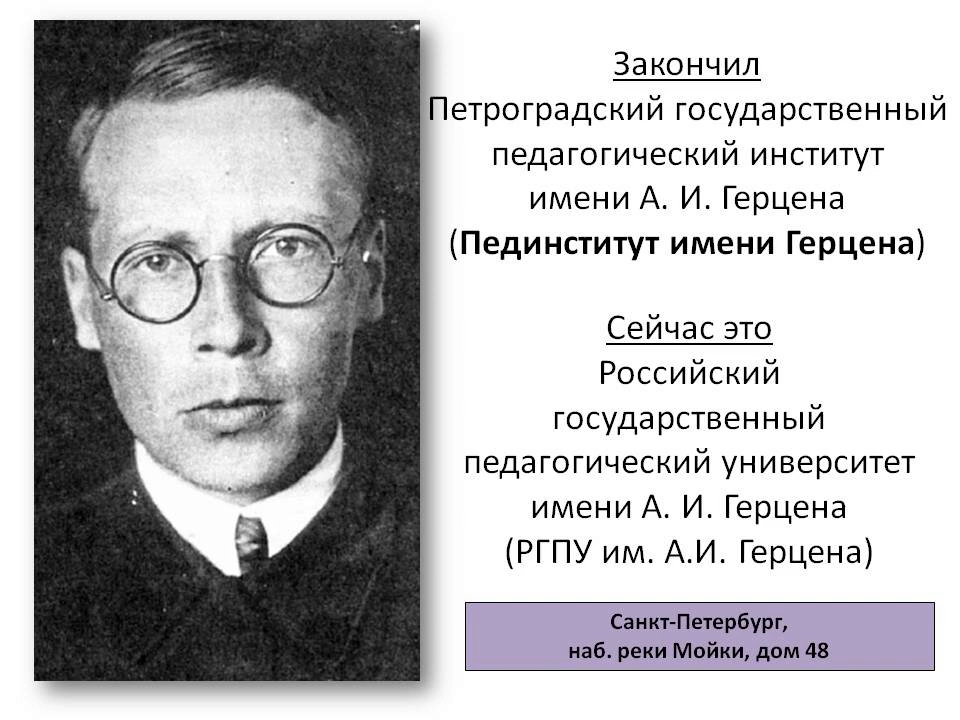 Закончил
Петроградский государственный
педагогический институт
имени А. И. Герцена
(Пединститут имени Герцена)
Сейчас это
Российский
государственный
педагогический университет
имени А. И. Герцена
(РГПУ им. А.И. Герцена)
Санкт-Петербург,
наб. реки Мойки, дом 48